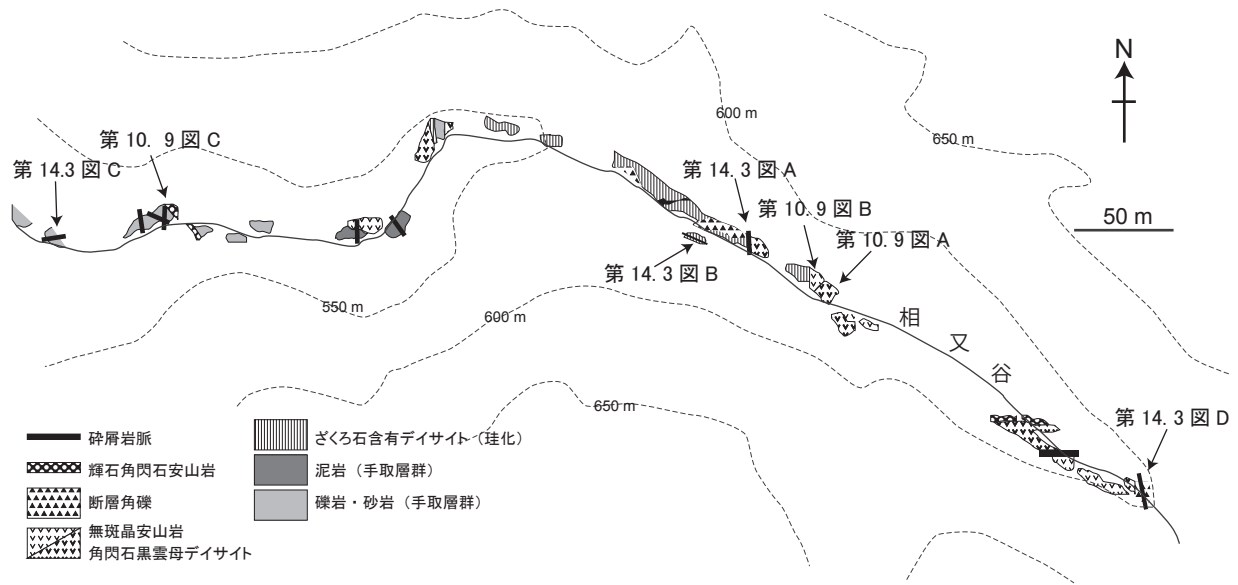 N
600 m
650 m
第 10. 9 図 C
第 14.3 図 C
第 14. 3 図 A
第 10. 9 図 B
50 m
第 10. 9 図 A
第 14. 3 図 B
550 m
600 m
相又谷
650 m
第 14. 3 図 D
砕屑岩脈
輝石角閃石安山岩
断層角礫
無斑晶安山岩
角閃石黒雲母デイサイト
ざくろ石含有デイサイト（珪化）
泥岩（手取層群）
礫岩・砂岩（手取層群）